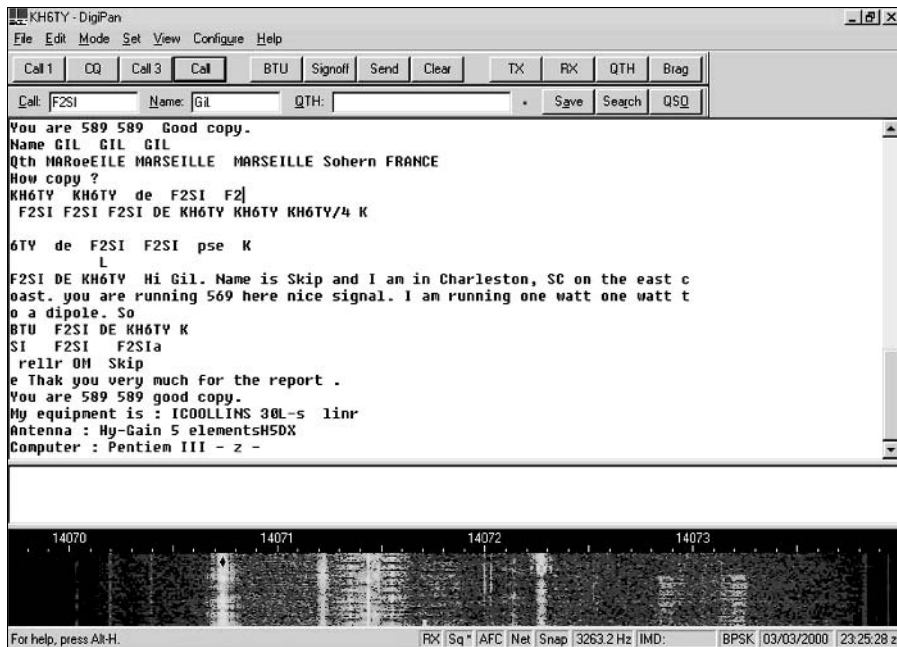 KH6TY - DigiPan
File Edit Mode Set View Configure Help
Call 1 CQ Call 3 Call BTU Signoff Send Clear TX RX QTH Brag
Call: F2SI Name: Gil QTH: Save Search QSO
You are 589 589 Good copy.
Name GIL GIL GIL
Qth MARoeEILE MARSEILLE MARSEILLE Sohern FRANCE
How copy ?
KH6TY KH6TY de F2SI F2
F2SI F2SI F2SI DE KH6TY KH6TY KH6TY/4 K
6TY de F2SI F2SI pse K
L
F2SI DE KH6TY Hi Gil. Name is Skip and I am in Charleston, SC on the east c
oast. you are running 569 here nice signal. I am running one watt one watt t
o a dipole. So
BTU F2SI DE KH6TY K
SI F2SI F2SIa
rellr OM Skip
e Thak you very much for the report .
You are 589 589 good copy.
My equipment is : ICOOLLINS 30L-s linr
Antenna : Hy-Gain 5 elementsH5DX
Computer : Pentiem III - z -
14070 14071 14072 14073
For help, press Alt-H. RX Sq " AFC Net Snap 3263.2 Hz IMD: BPSK 03/03/2000 23:25:28 z